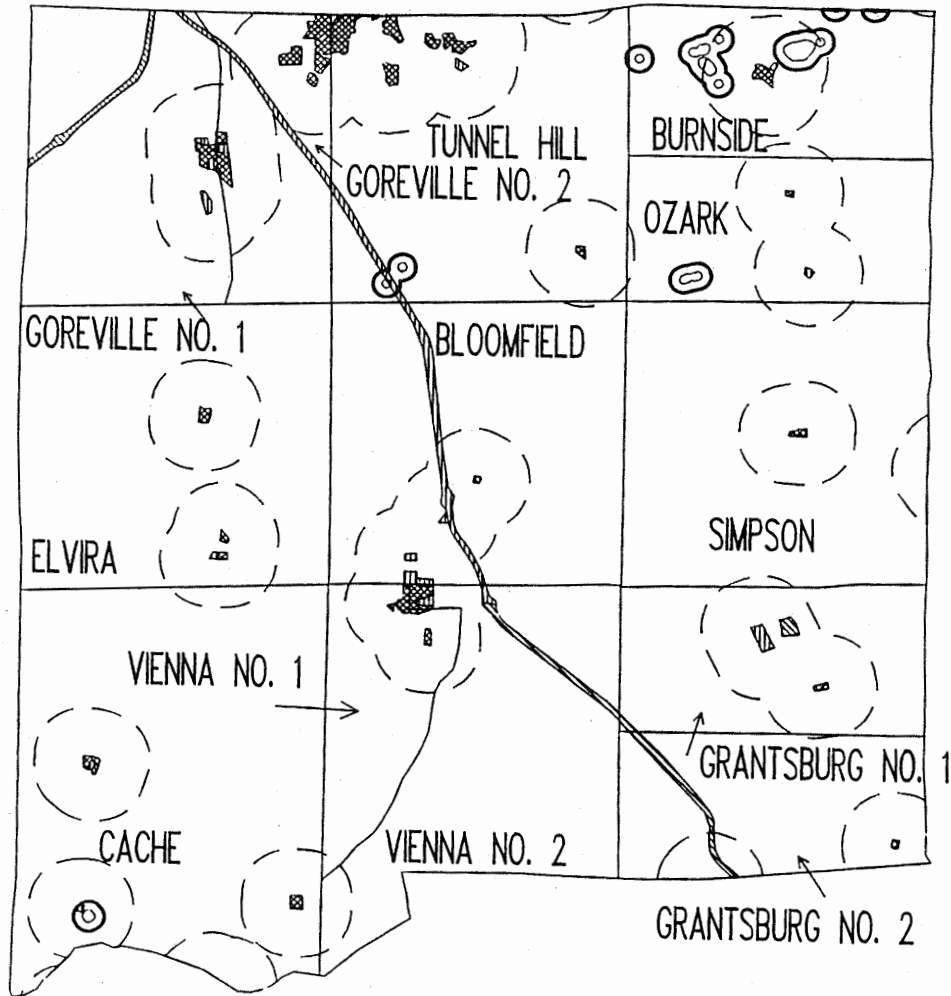 TUNNEL HILL
BURNSIDE
GOREVILLE NO. 2
OZARK
GOREVILLE NO. 1
BLOOMFIELD
ELVIRA
SIMPSON
VIENNA NO. 1
GRANTSBURG NO. 1
CACHE
VIENNA NO. 2
GRANTSBURG NO. 2